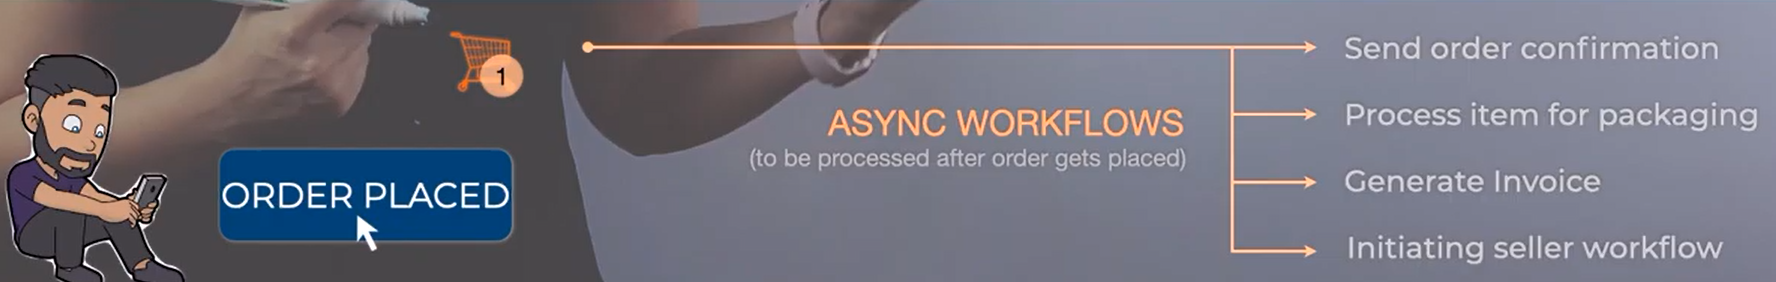 1
ORDER PLACED
ASYNC WORKFLOWS
(to be processed after order gets placed)
Send order confirmation
Process item for packaging
Generate Invoice
Initiating seller workflow